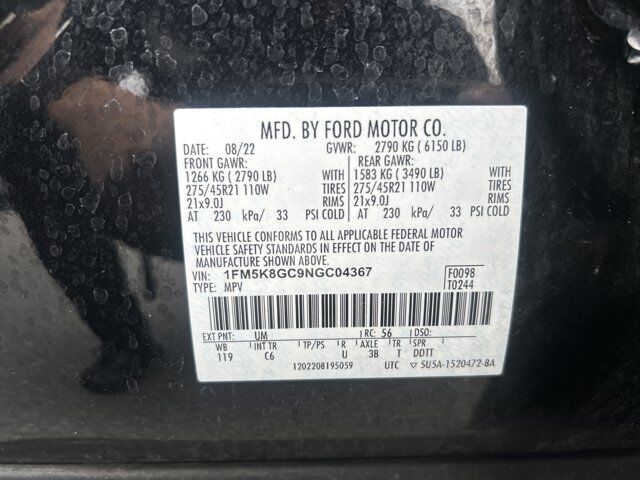 MFD. BY FORD MOTOR CO.
DATE: 08/22 GVWR: 2790 KG ( 6150 LB)
FRONT GAWR: REAR GAWR:
1266 KG ( 2790 LB) WITH 1583 KG ( 3490 LB) WITH
275/45R21 110W TIRES 275/45R21 110W TIRES
21x9.0J RIMS 21x9.0J RIMS
AT 230 kPa/ 33 PSI COLD AT 230 kPa/ 33 PSI COLD
THIS VEHICLE CONFORMS TO ALL APPLICABLE FEDERAL MOTOR
VEHICLE SAFETY STANDARDS IN EFFECT ON THE DATE OF
MANUFACTURE SHOWN ABOVE.
VIN: 1FM5K8GC9NGC04367 F0098
TYPE: MPV T0244
EXT PNT: UM RC: 56 DSO:
WB INT TR TP/PS R AXLE TR SPR
119 C6 U 3B T DDTT
1202208195059 UTC ▽ 5U5A-1520472-BA